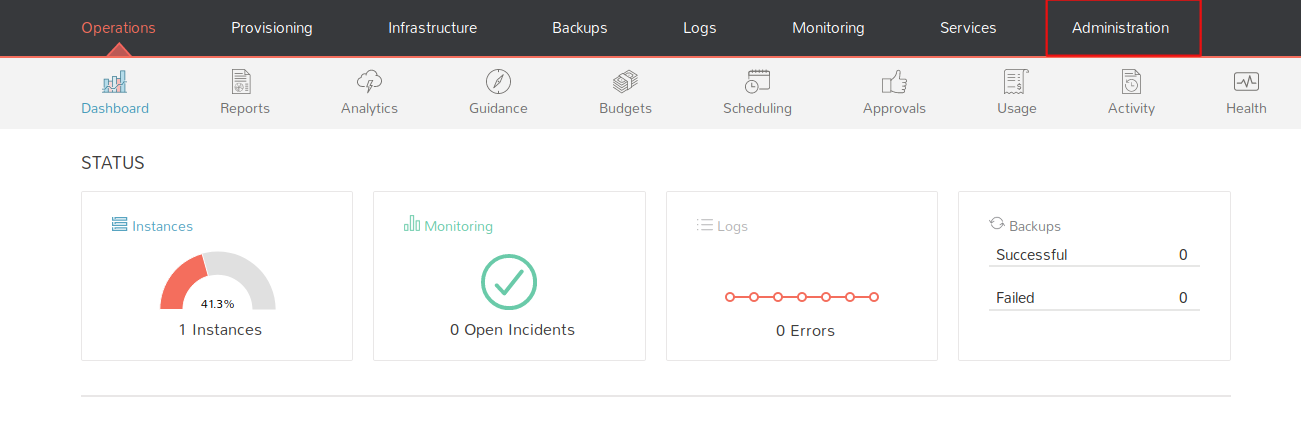 Operations Provisioning Infrastructure Backups Logs Monitoring Services Administration
Dashboard Reports Analytics Guidance Budgets Scheduling Approvals Usage Activity Health
STATUS
Instances
41.3%
1 Instances
Monitoring
0 Open Incidents
Logs
0 Errors
Backups
Successful 0
Failed 0